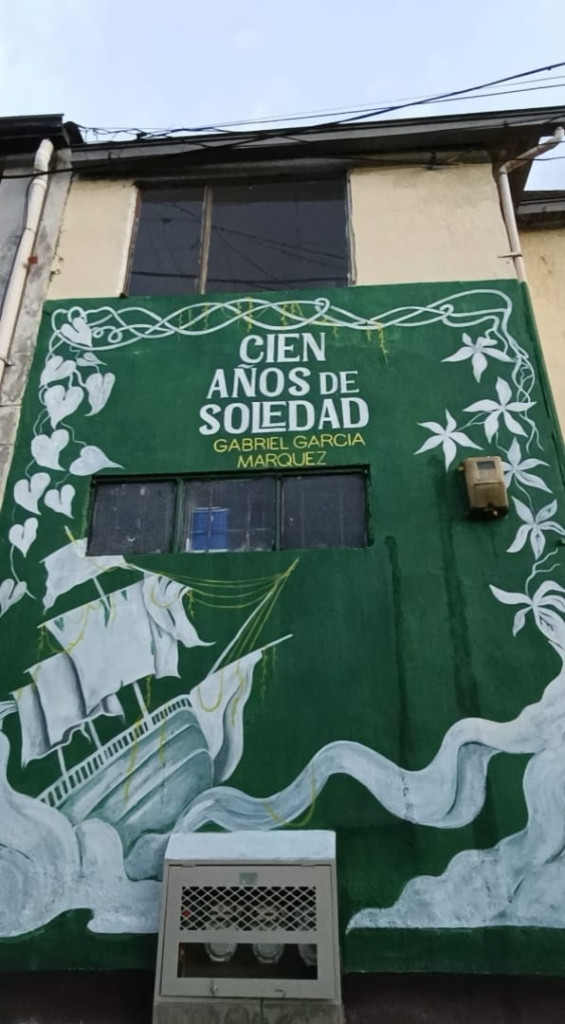 CIEN
AÑOS DE
SOLEDAD
GABRIEL GARCIA
MARQUEZ